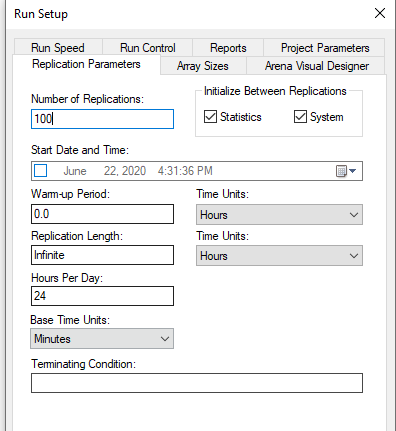 Run Setup
Run Speed Run Control Reports Project Parameters
Replication Parameters Array Sizes Arena Visual Designer
Number of Replications:
100
Initialize Between Replications
Statistics System
Start Date and Time:
June 22, 2020 4:31:36 PM
Warm-up Period: Time Units:
0.0 Hours
Replication Length: Time Units:
Infinite Hours
Hours Per Day:
24
Base Time Units:
Minutes
Terminating Condition: